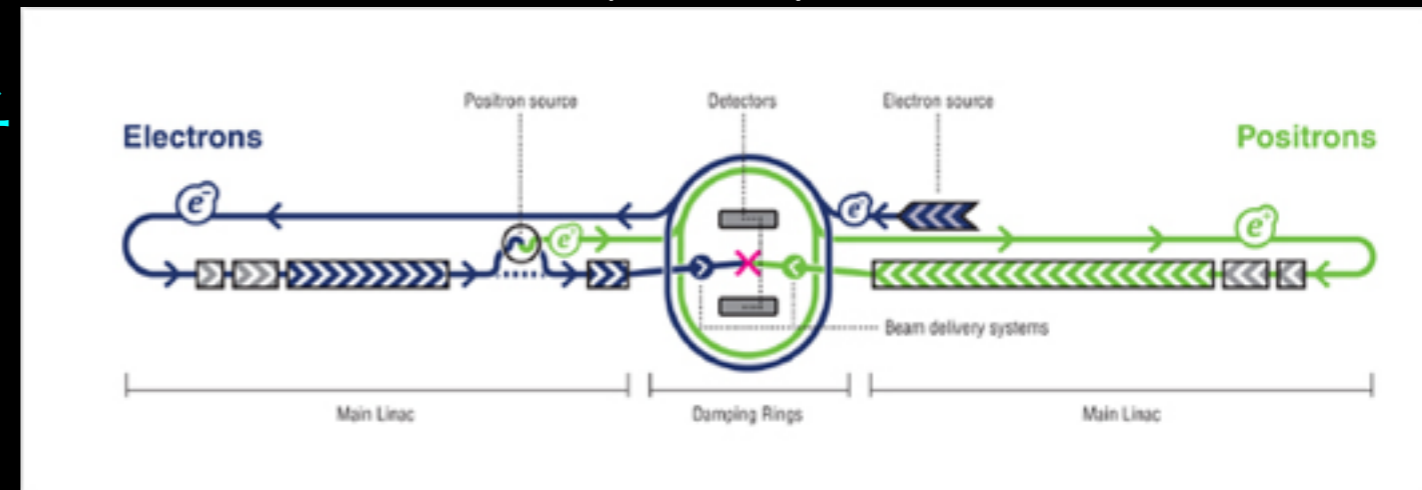 Positron source
Detectors
Electron source
Electrons
Positrons
e-
e-
e+
e+
Beam delivery systems
Main Linac
Damping Rings
Main Linac